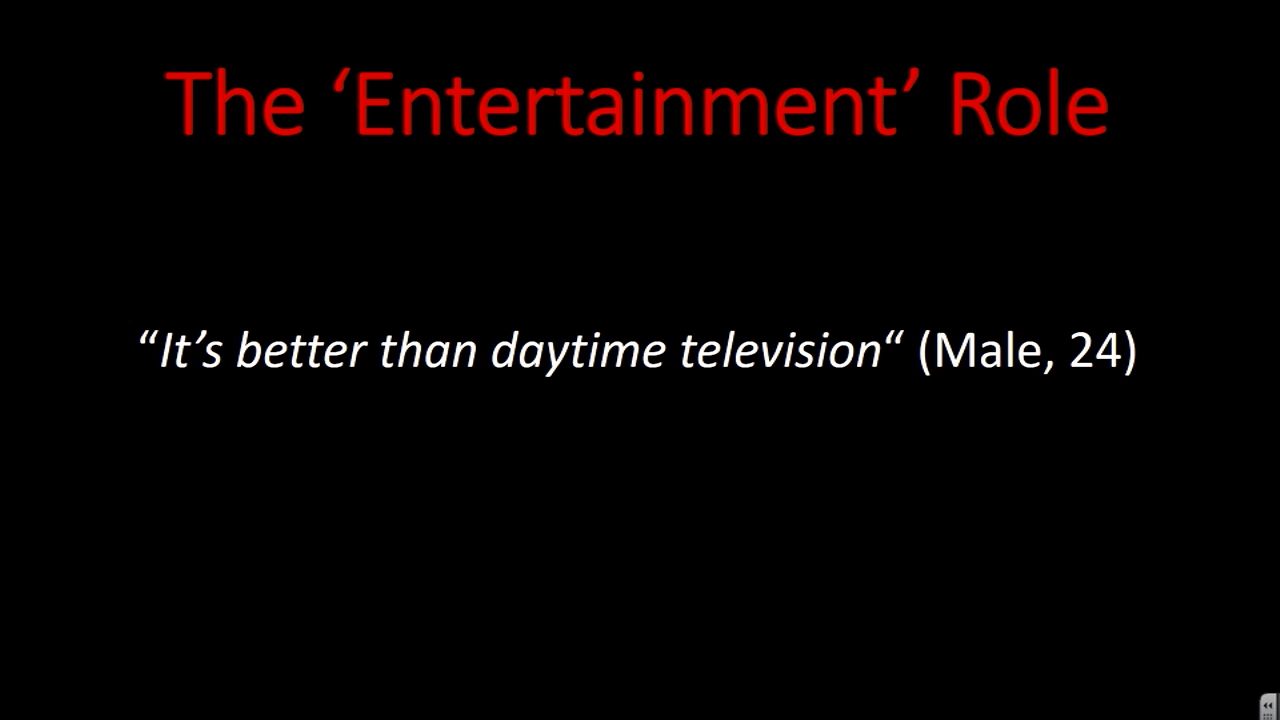 The ‘Entertainment’ Role
“It’s better than daytime television“ (Male, 24)